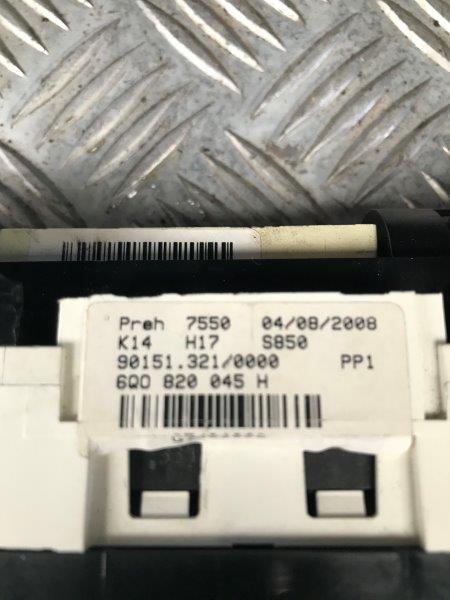 Preh 7550 04/08/2008
K14 H17 S850
90151.321/0000 PP1
6Q0 820 045 H